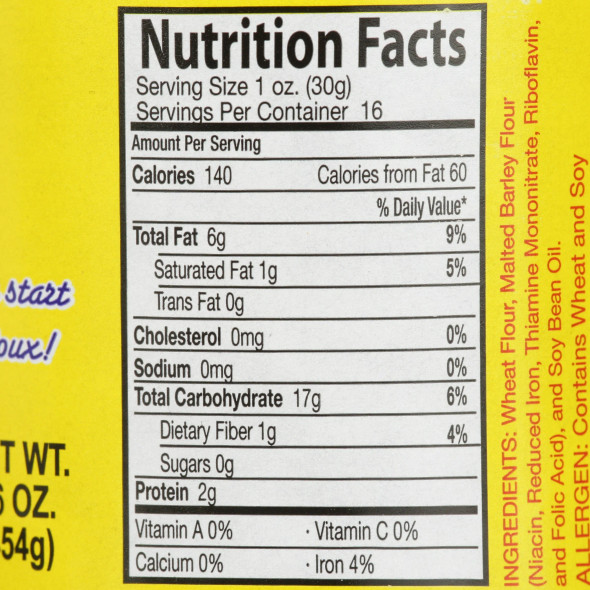 Nutrition Facts
Serving Size 1 oz. (30g)
Servings Per Container 16
Amount Per Serving
Calories 140 Calories from Fat 60
% Daily Value*
Total Fat 6g 9%
Saturated Fat 1g 5%
Trans Fat 0g
Cholesterol 0mg 0%
Sodium 0mg 0%
Total Carbohydrate 17g 6%
Dietary Fiber 1g 4%
Sugars 0g
Protein 2g
Vitamin A 0% · Vitamin C 0%
Calcium 0% · Iron 4%
start
oux!
T WT.
6 OZ.
54g)
INGREDIENTS: Wheat Flour, Malted Barley Flour
(Niacin, Reduced Iron, Thiamine Mononitrate, Riboflavin,
and Folic Acid), and Soy Bean Oil.
ALLERGEN: Contains Wheat and Soy